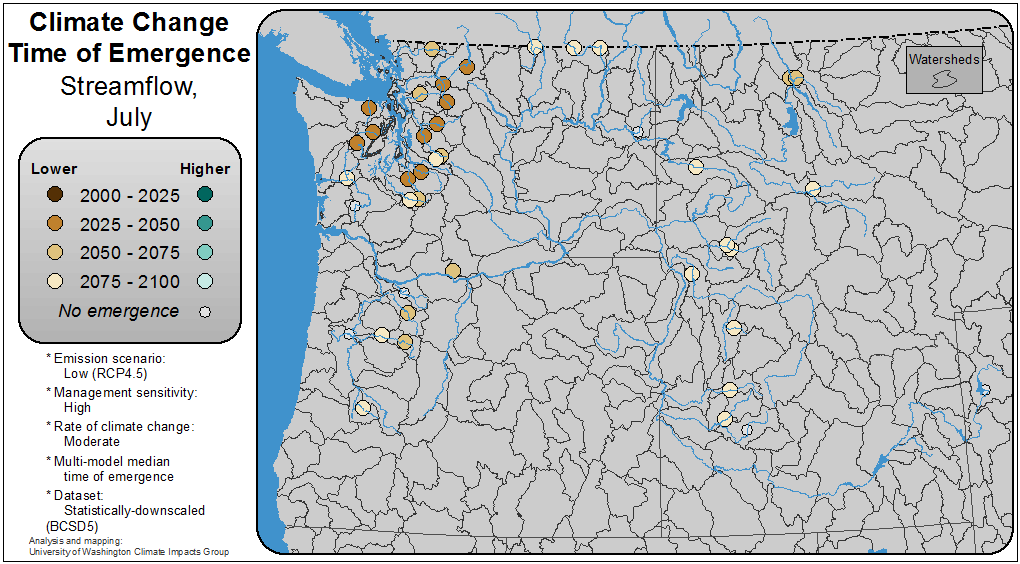 Climate Change
Time of Emergence
Streamflow,
July
Lower Higher
2000 - 2025
2025 - 2050
2050 - 2075
2075 - 2100
No emergence
* Emission scenario:
Low (RCP4.5)
* Management sensitivity:
High
* Rate of climate change:
Moderate
* Multi-model median
time of emergence
* Dataset:
Statistically-downscaled
(BCSD5)
Analysis and mapping:
University of Washington Climate Impacts Group
Watersheds